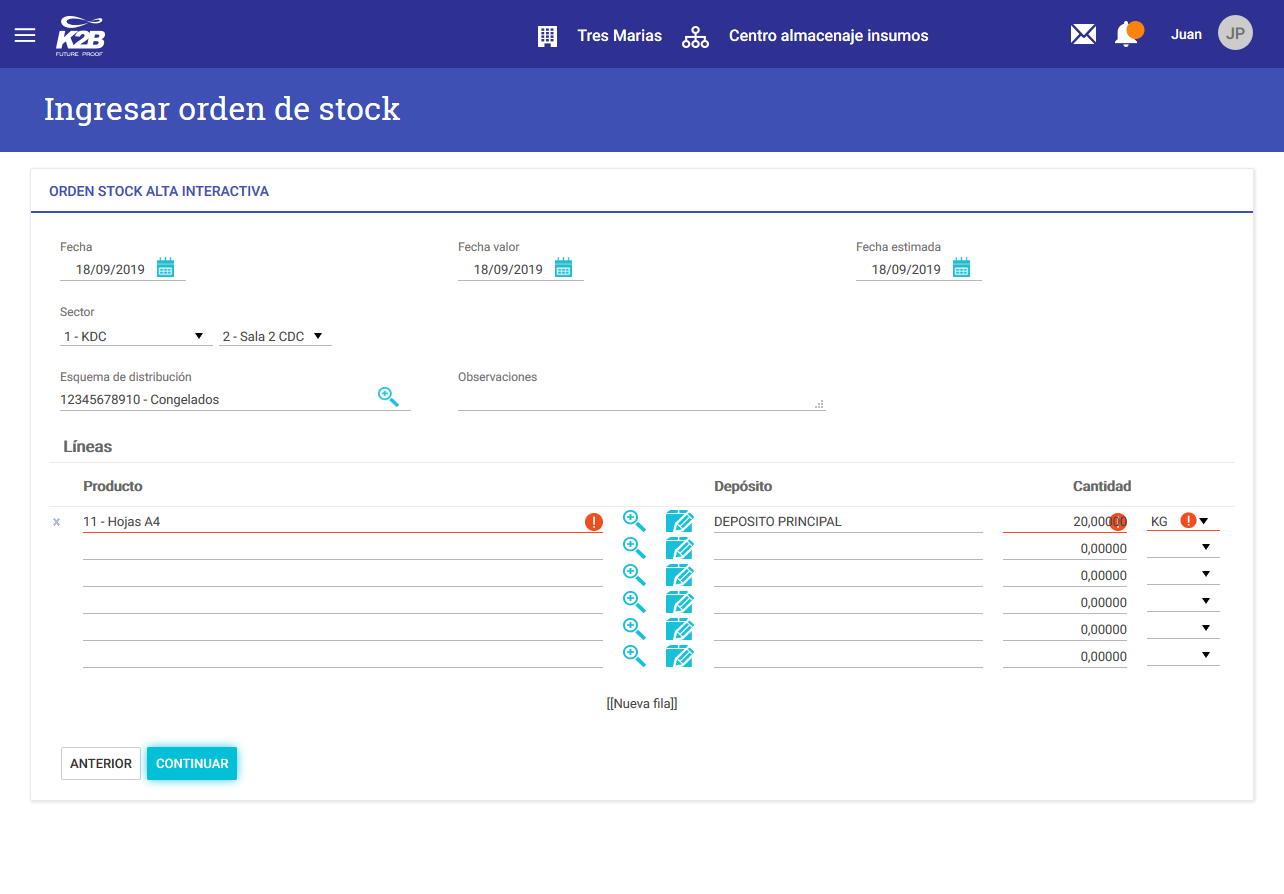 K2B
FUTURE PROOF
Tres Marias
Centro almacenaje insumos
Juan
JP
Ingresar orden de stock
ORDEN STOCK ALTA INTERACTIVA
Fecha
Fecha valor
Fecha estimada
18/09/2019
18/09/2019
18/09/2019
Sector
1 - KDC
2 - Sala 2 CDC
Esquema de distribución
Observaciones
12345678910 - Congelados
Líneas
Producto
Depósito
Cantidad
x
11 - Hojas A4
DEPOSITO PRINCIPAL
20,00000
KG
0,00000
0,00000
0,00000
0,00000
0,00000
[[Nueva fila]]
ANTERIOR
CONTINUAR